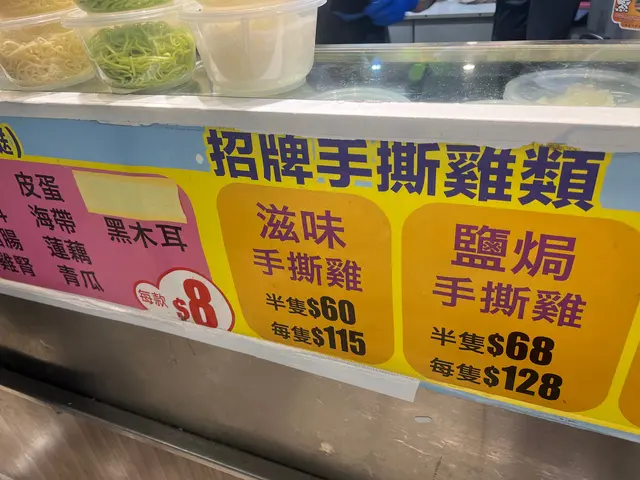 招牌手撕雞類
皮蛋
海帶
蓮藕
青瓜
黑木耳
雞腎
每款$8
滋味
手撕雞
半隻$60
每隻$115
鹽焗
手撕雞
半隻$68
每隻$128